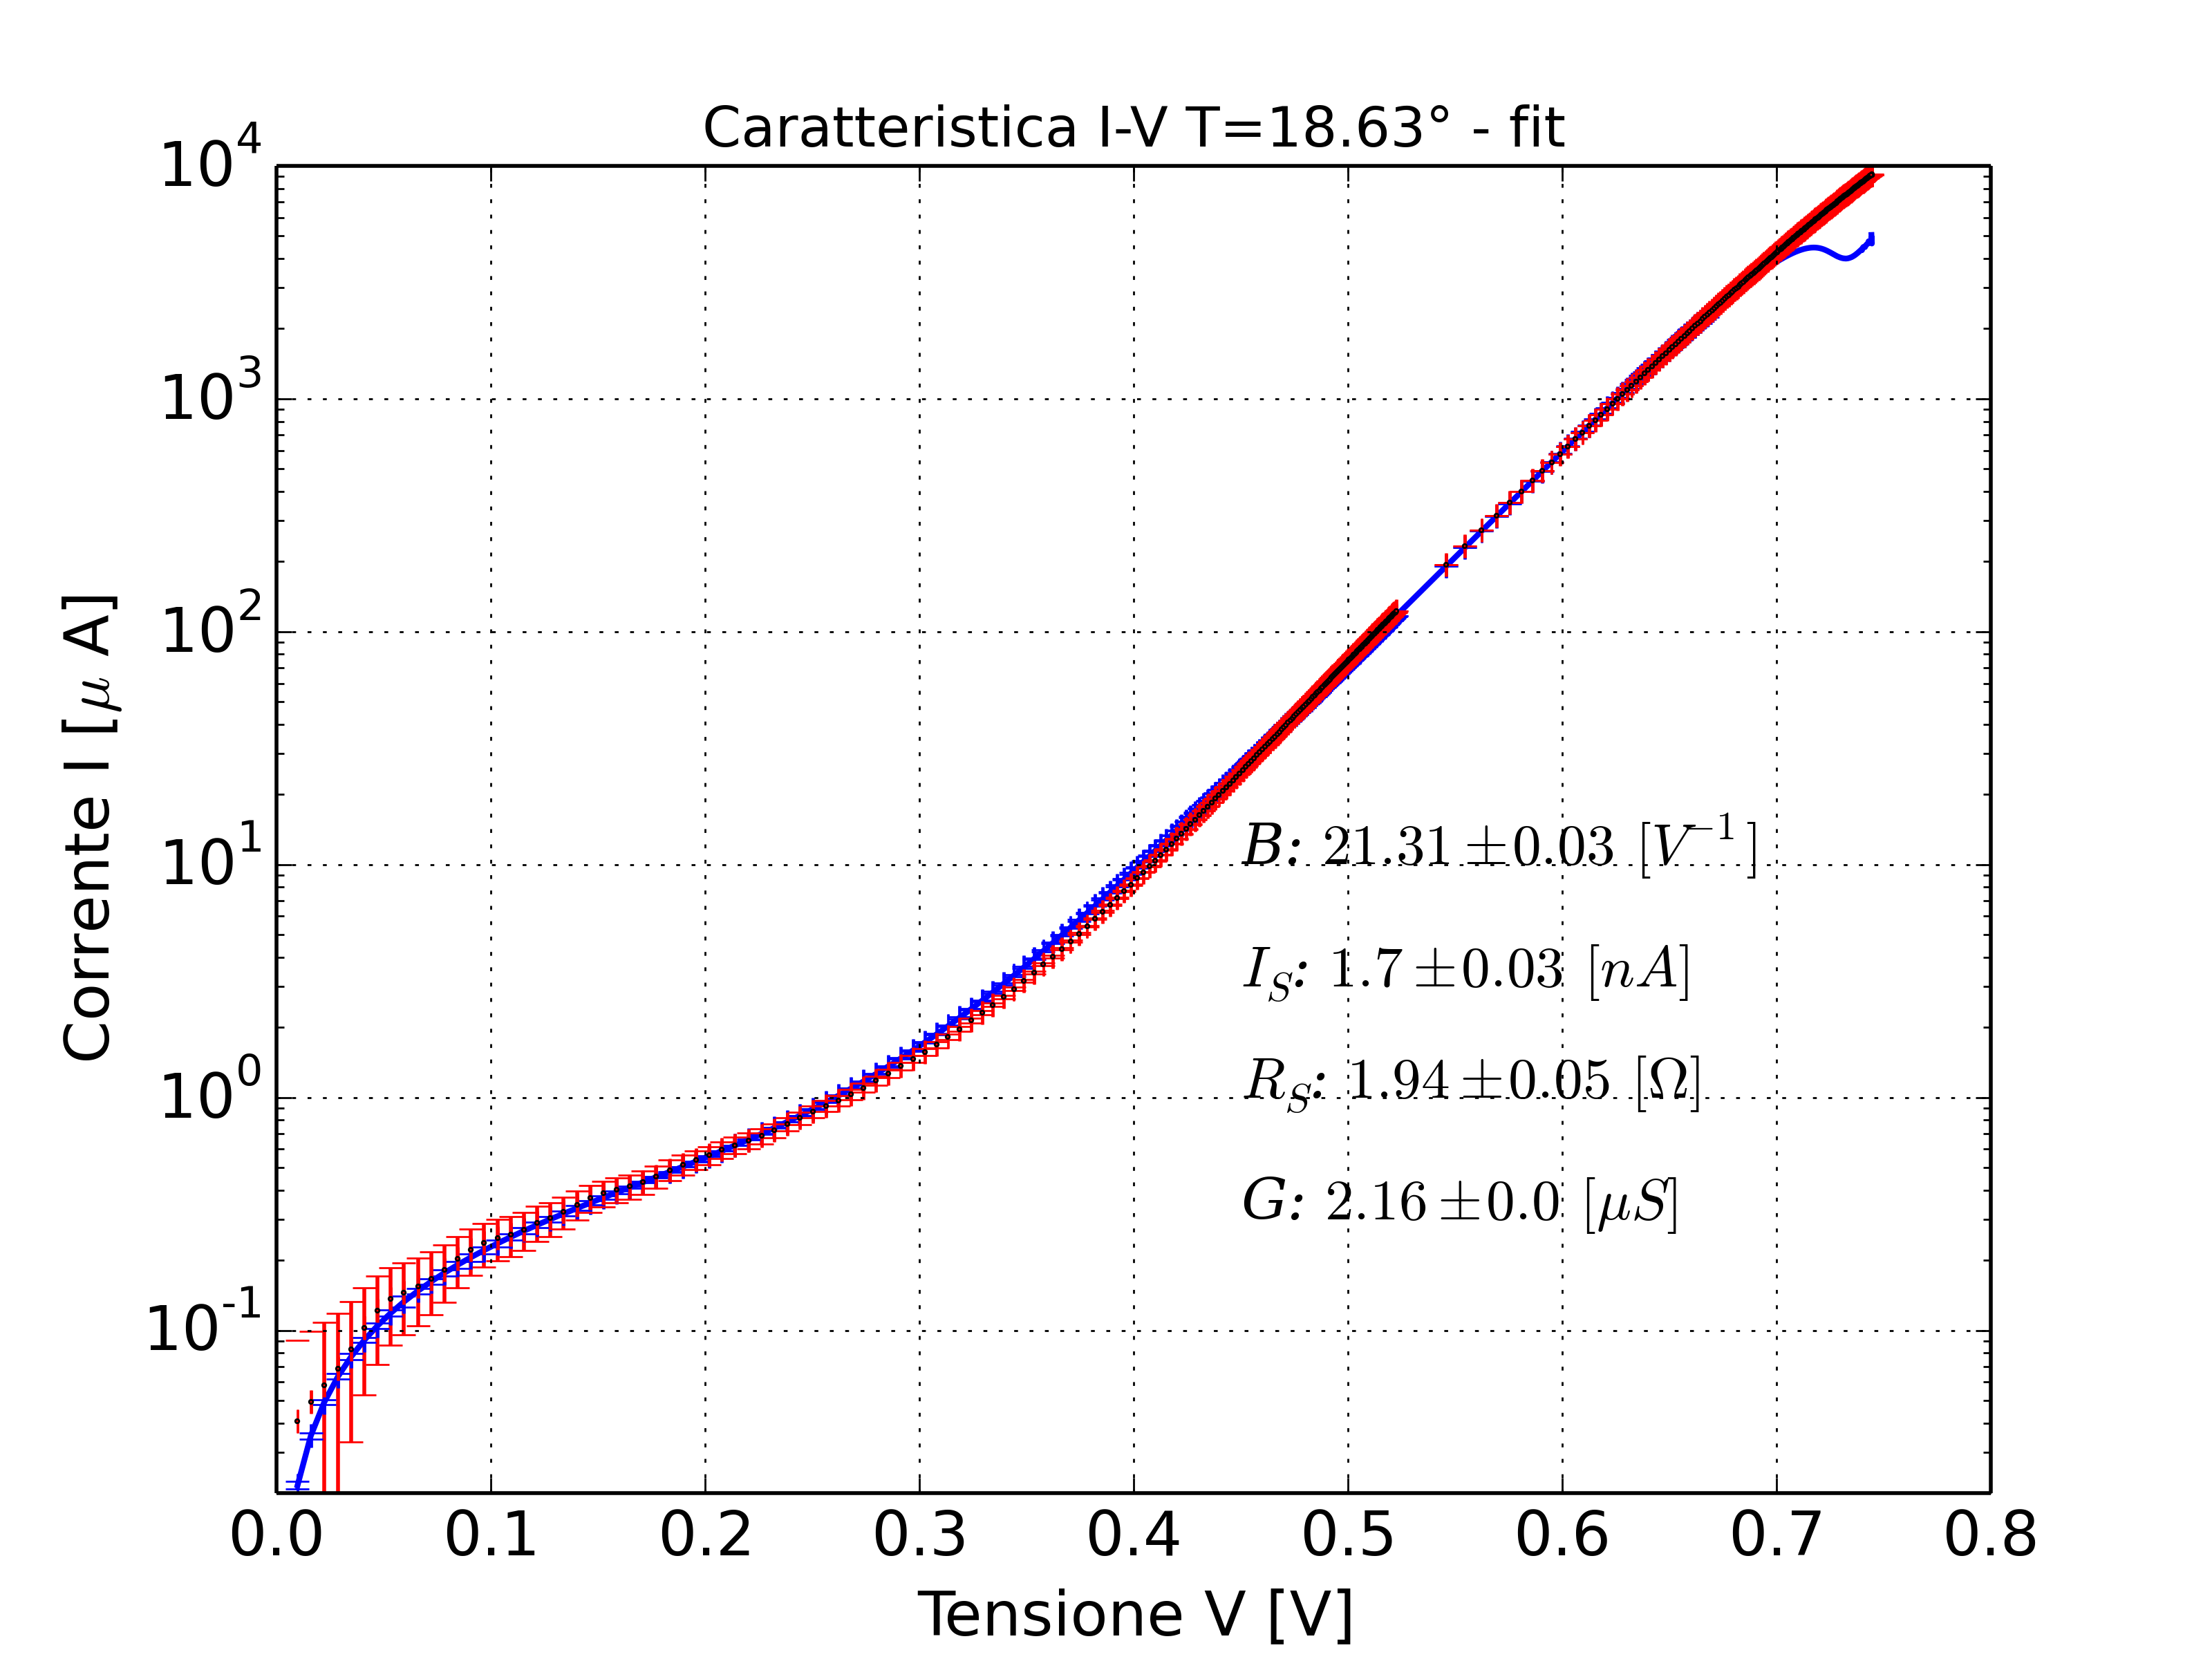 Caratteristica I-V T=18.63° - fit
Corrente I [μ A]
10^4
10^3
10^2
10^1
10^0
10^-1
B: 21.31±0.03 [V^−1]
I_S: 1.7±0.03 [nA]
R_S: 1.94±0.05 [Ω]
G: 2.16±0.0 [μS]
0.0 0.1 0.2 0.3 0.4 0.5 0.6 0.7 0.8
Tensione V [V]